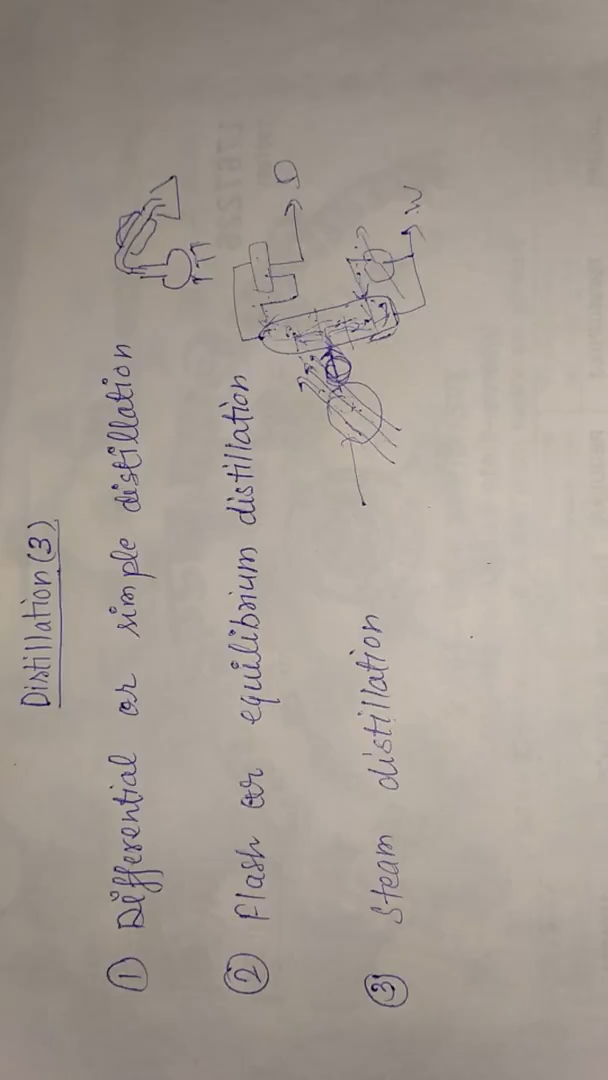 Distillation (3)
① Differential or simple distillation
② Flash or equilibrium distillation
D
W
③ Steam distillation